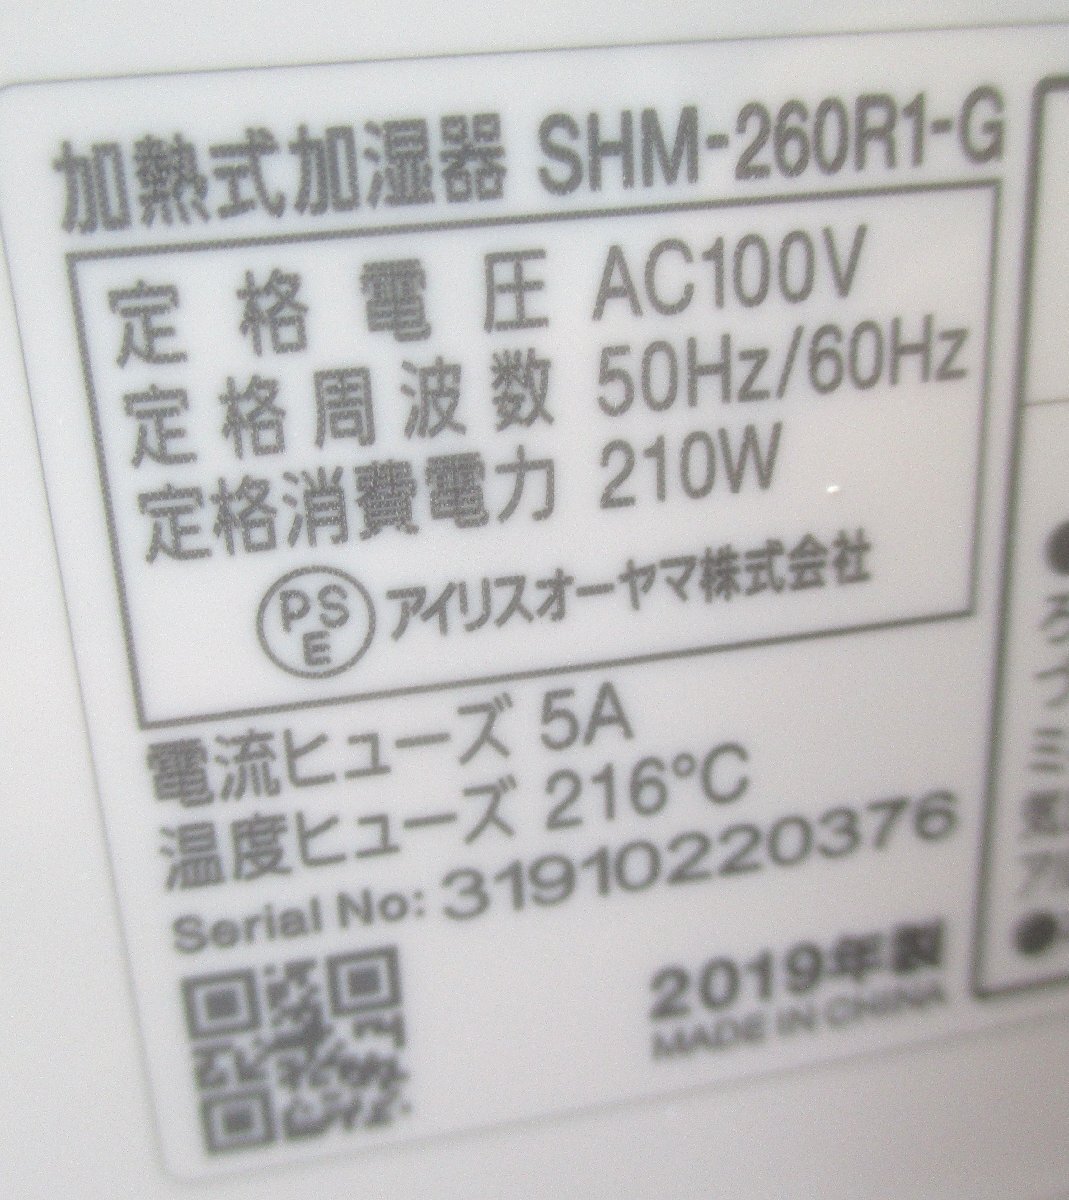 加熱式加湿器 SHM-260R1-G
定格電圧 AC100V
定格周波数 50Hz/60Hz
定格消費電力 210W
PSE アイリスオーヤマ株式会社
電流ヒューズ 5A
温度ヒューズ 216°C
Serial No: 31910220376
2019年製
MADE IN CHINA